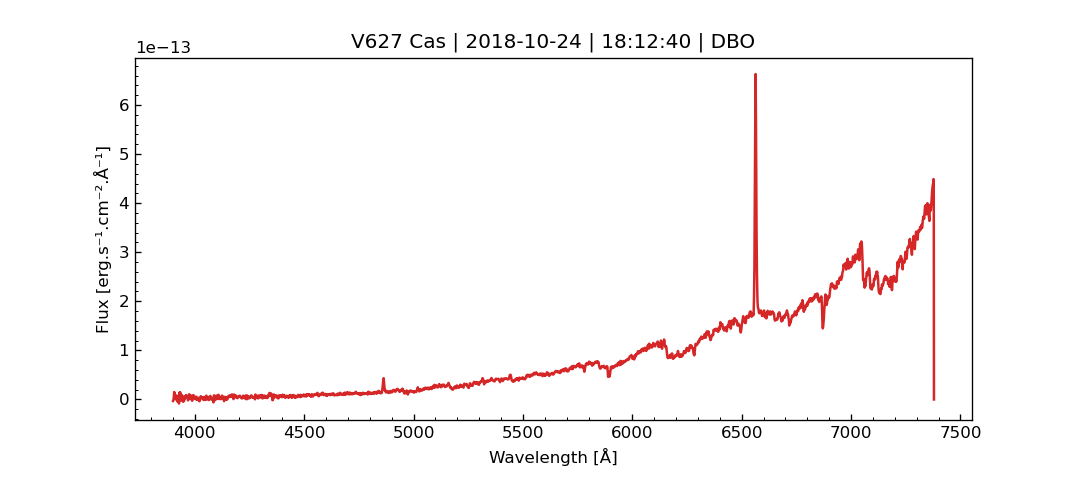 V627 Cas | 2018-10-24 | 18:12:40 | DBO
1e−13
6
5
4
3
2
1
0
Flux [erg.s⁻¹.cm⁻².Å⁻¹]
4000 4500 5000 5500 6000 6500 7000 7500
Wavelength [Å]